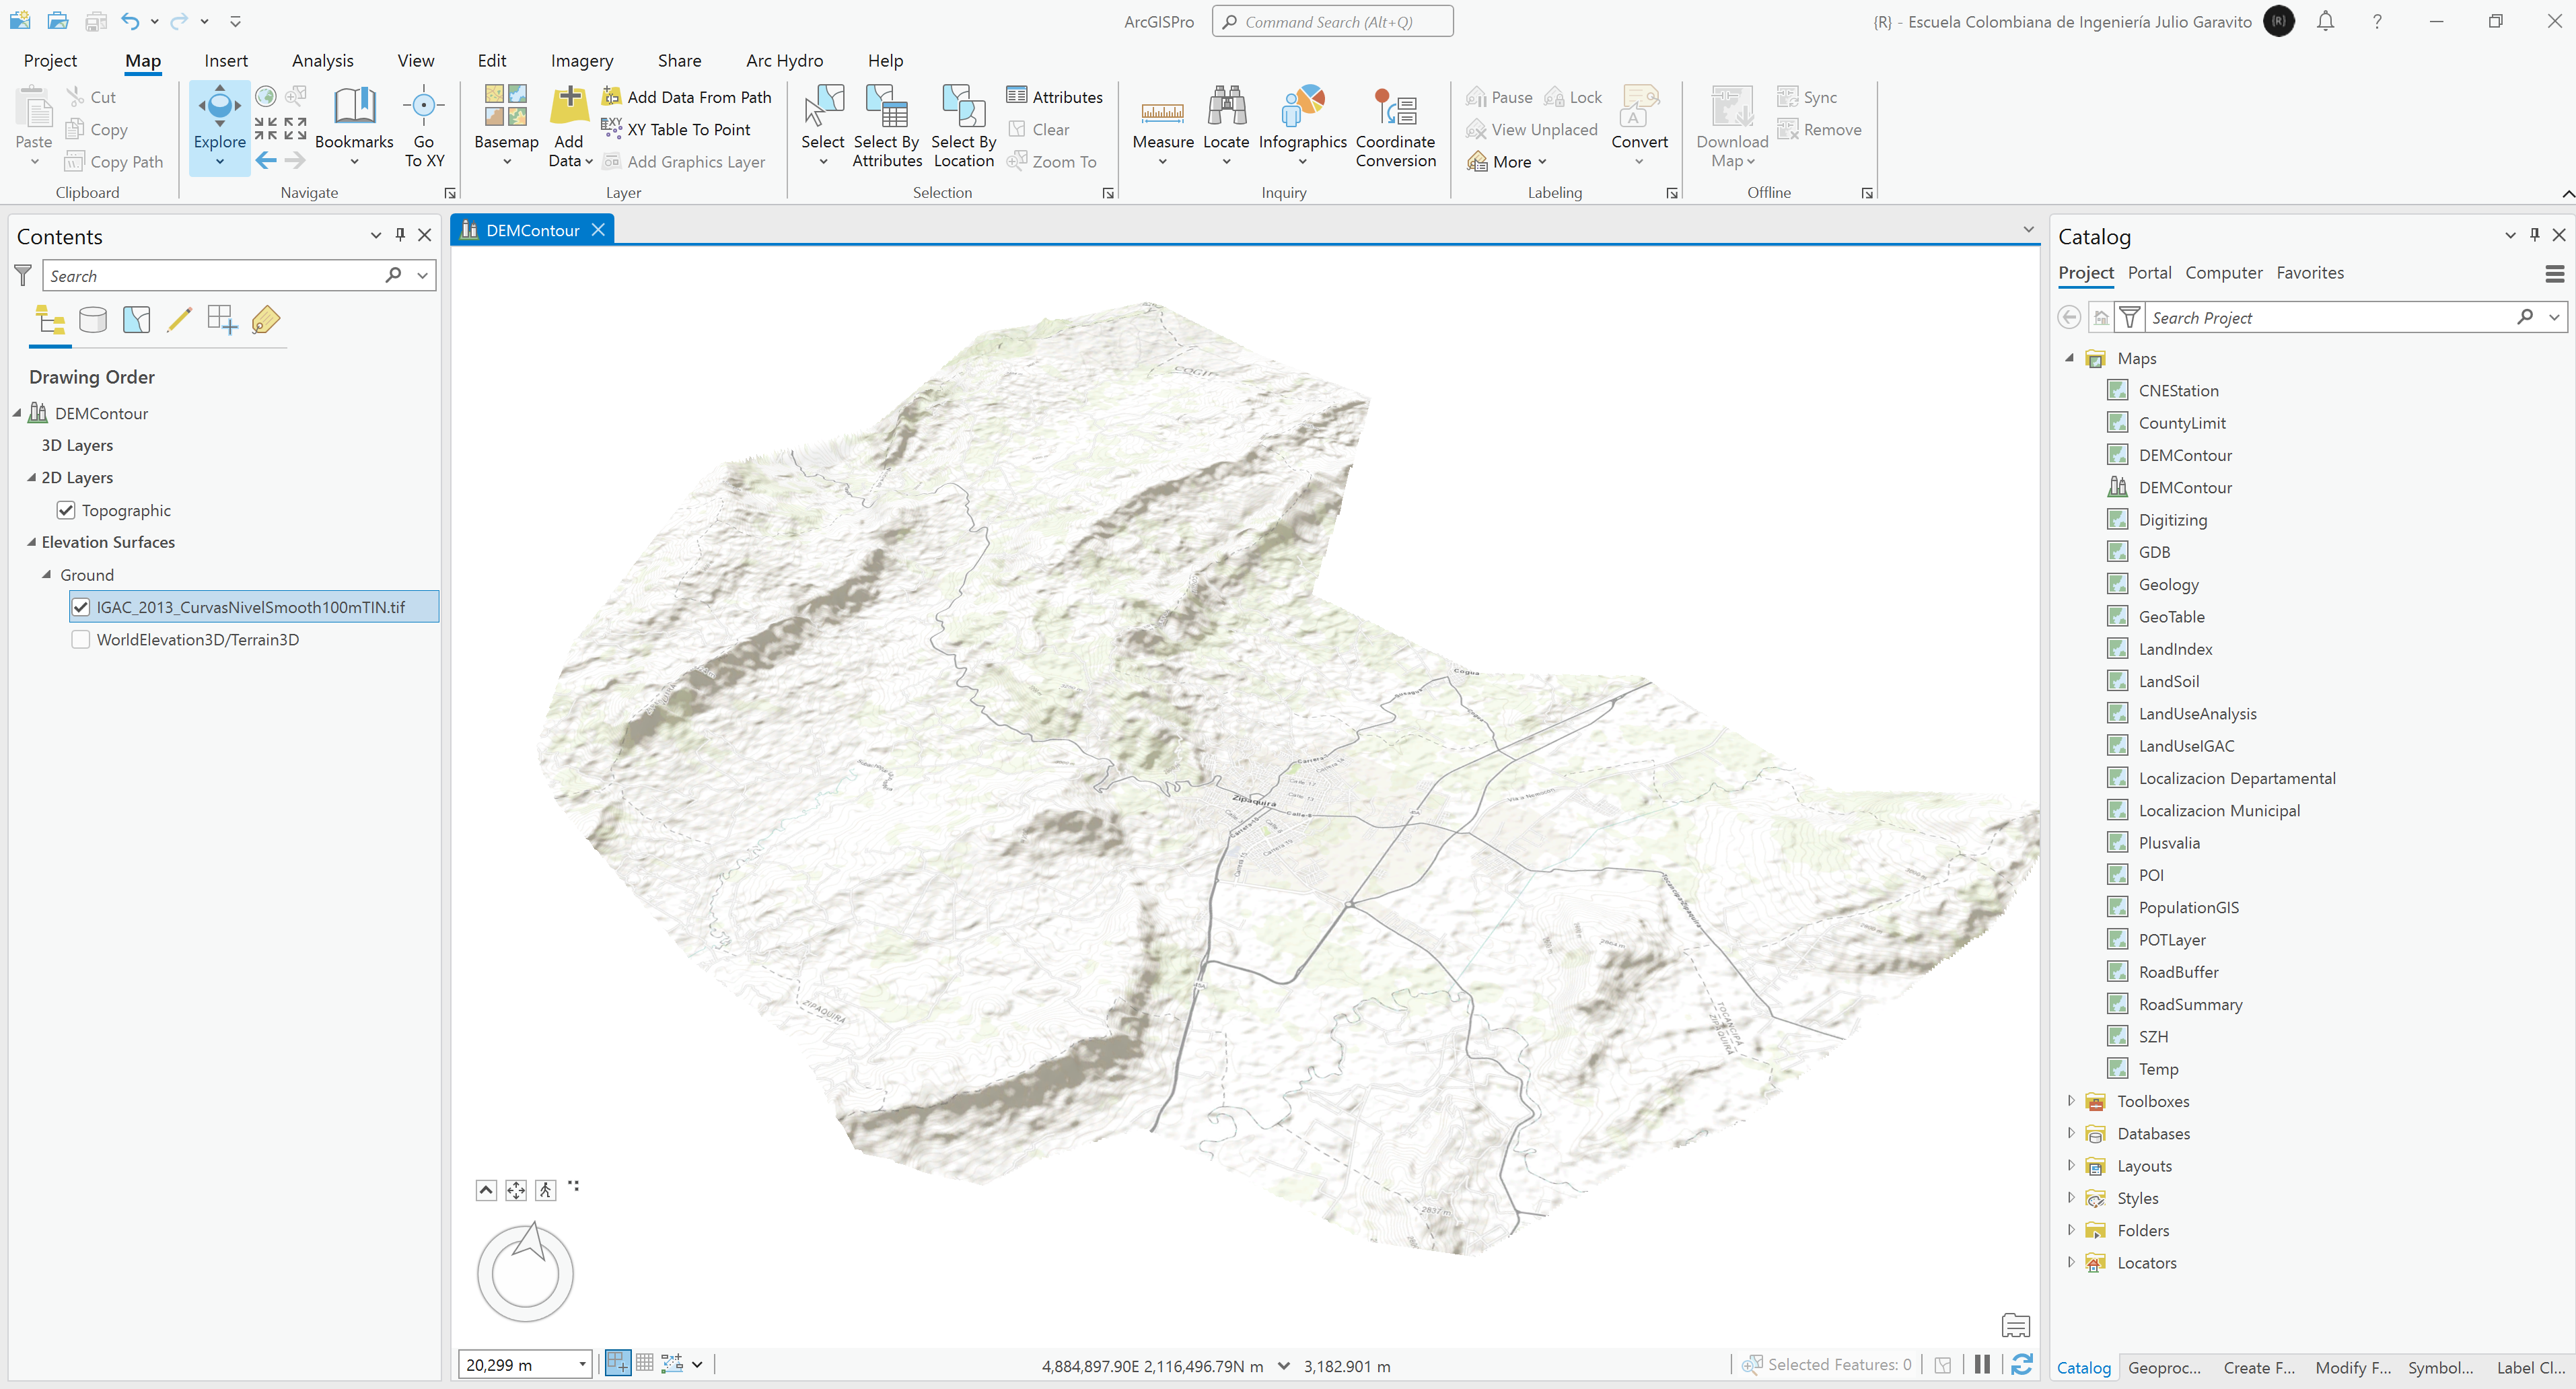 ArcGISPro
Command Search (Alt+Q)
{R} - Escuela Colombiana de Ingeniería Julio Garavito
{R}
Project Map Insert Analysis View Edit Imagery Share Arc Hydro Help
Paste
Cut
Copy
Copy Path
Clipboard
Explore
Bookmarks
Go To XY
Navigate
Basemap
Add Data
Add Data From Path
XY Table To Point
Add Graphics Layer
Layer
Select
Select By Attributes
Select By Location
Attributes
Clear
Zoom To
Selection
Measure
Locate
Infographics
Coordinate Conversion
Inquiry
Pause
Lock
View Unplaced
More
Convert
Labeling
Download Map
Sync
Remove
Offline
Contents
Search
Drawing Order
DEMContour
3D Layers
2D Layers
Topographic
Elevation Surfaces
Ground
IGAC_2013_CurvasNivelSmooth100mTIN.tif
WorldElevation3D/Terrain3D
DEMContour
Cogua
Zipaquira
Calle 8
ZIPAQUIRA
TOCANCIPA
ZIPAQUIRA
2837 m
20,299 m
4,884,897.90E 2,116,496.79N m
3,182.901 m
Selected Features: 0
Catalog
Project Portal Computer Favorites
Search Project
Maps
CNEStation
CountyLimit
DEMContour
DEMContour
Digitizing
GDB
Geology
GeoTable
LandIndex
LandSoil
LandUseAnalysis
LandUseIGAC
Localizacion Departamental
Localizacion Municipal
Plusvalia
POI
PopulationGIS
POTLayer
RoadBuffer
RoadSummary
SZH
Temp
Toolboxes
Databases
Layouts
Styles
Folders
Locators
Catalog Geoproc... Create F... Modify F... Symbol... Label Cl...